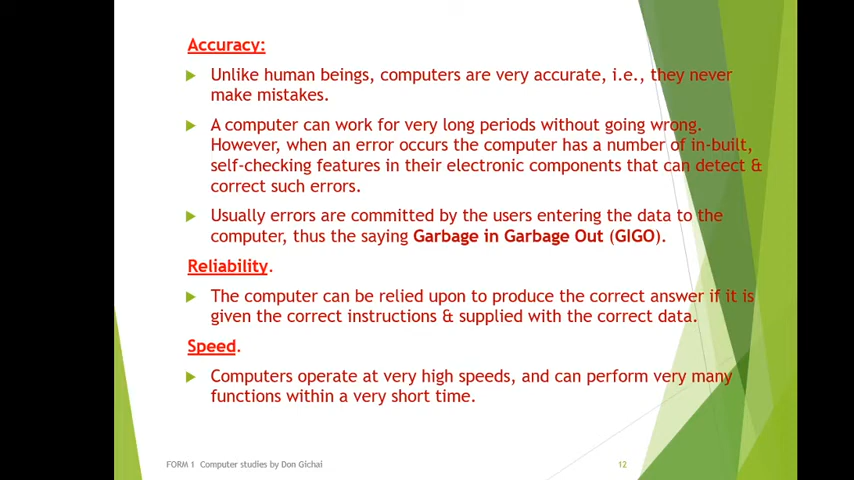 Accuracy:
Unlike human beings, computers are very accurate, i.e., they never
make mistakes.
A computer can work for very long periods without going wrong.
However, when an error occurs the computer has a number of in-built,
self-checking features in their electronic components that can detect &
correct such errors.
Usually errors are committed by the users entering the data to the
computer, thus the saying Garbage in Garbage Out (GIGO).
Reliability.
The computer can be relied upon to produce the correct answer if it is
given the correct instructions & supplied with the correct data.
Speed.
Computers operate at very high speeds, and can perform very many
functions within a very short time.
FORM 1 Computer studies by Don Gichai
12